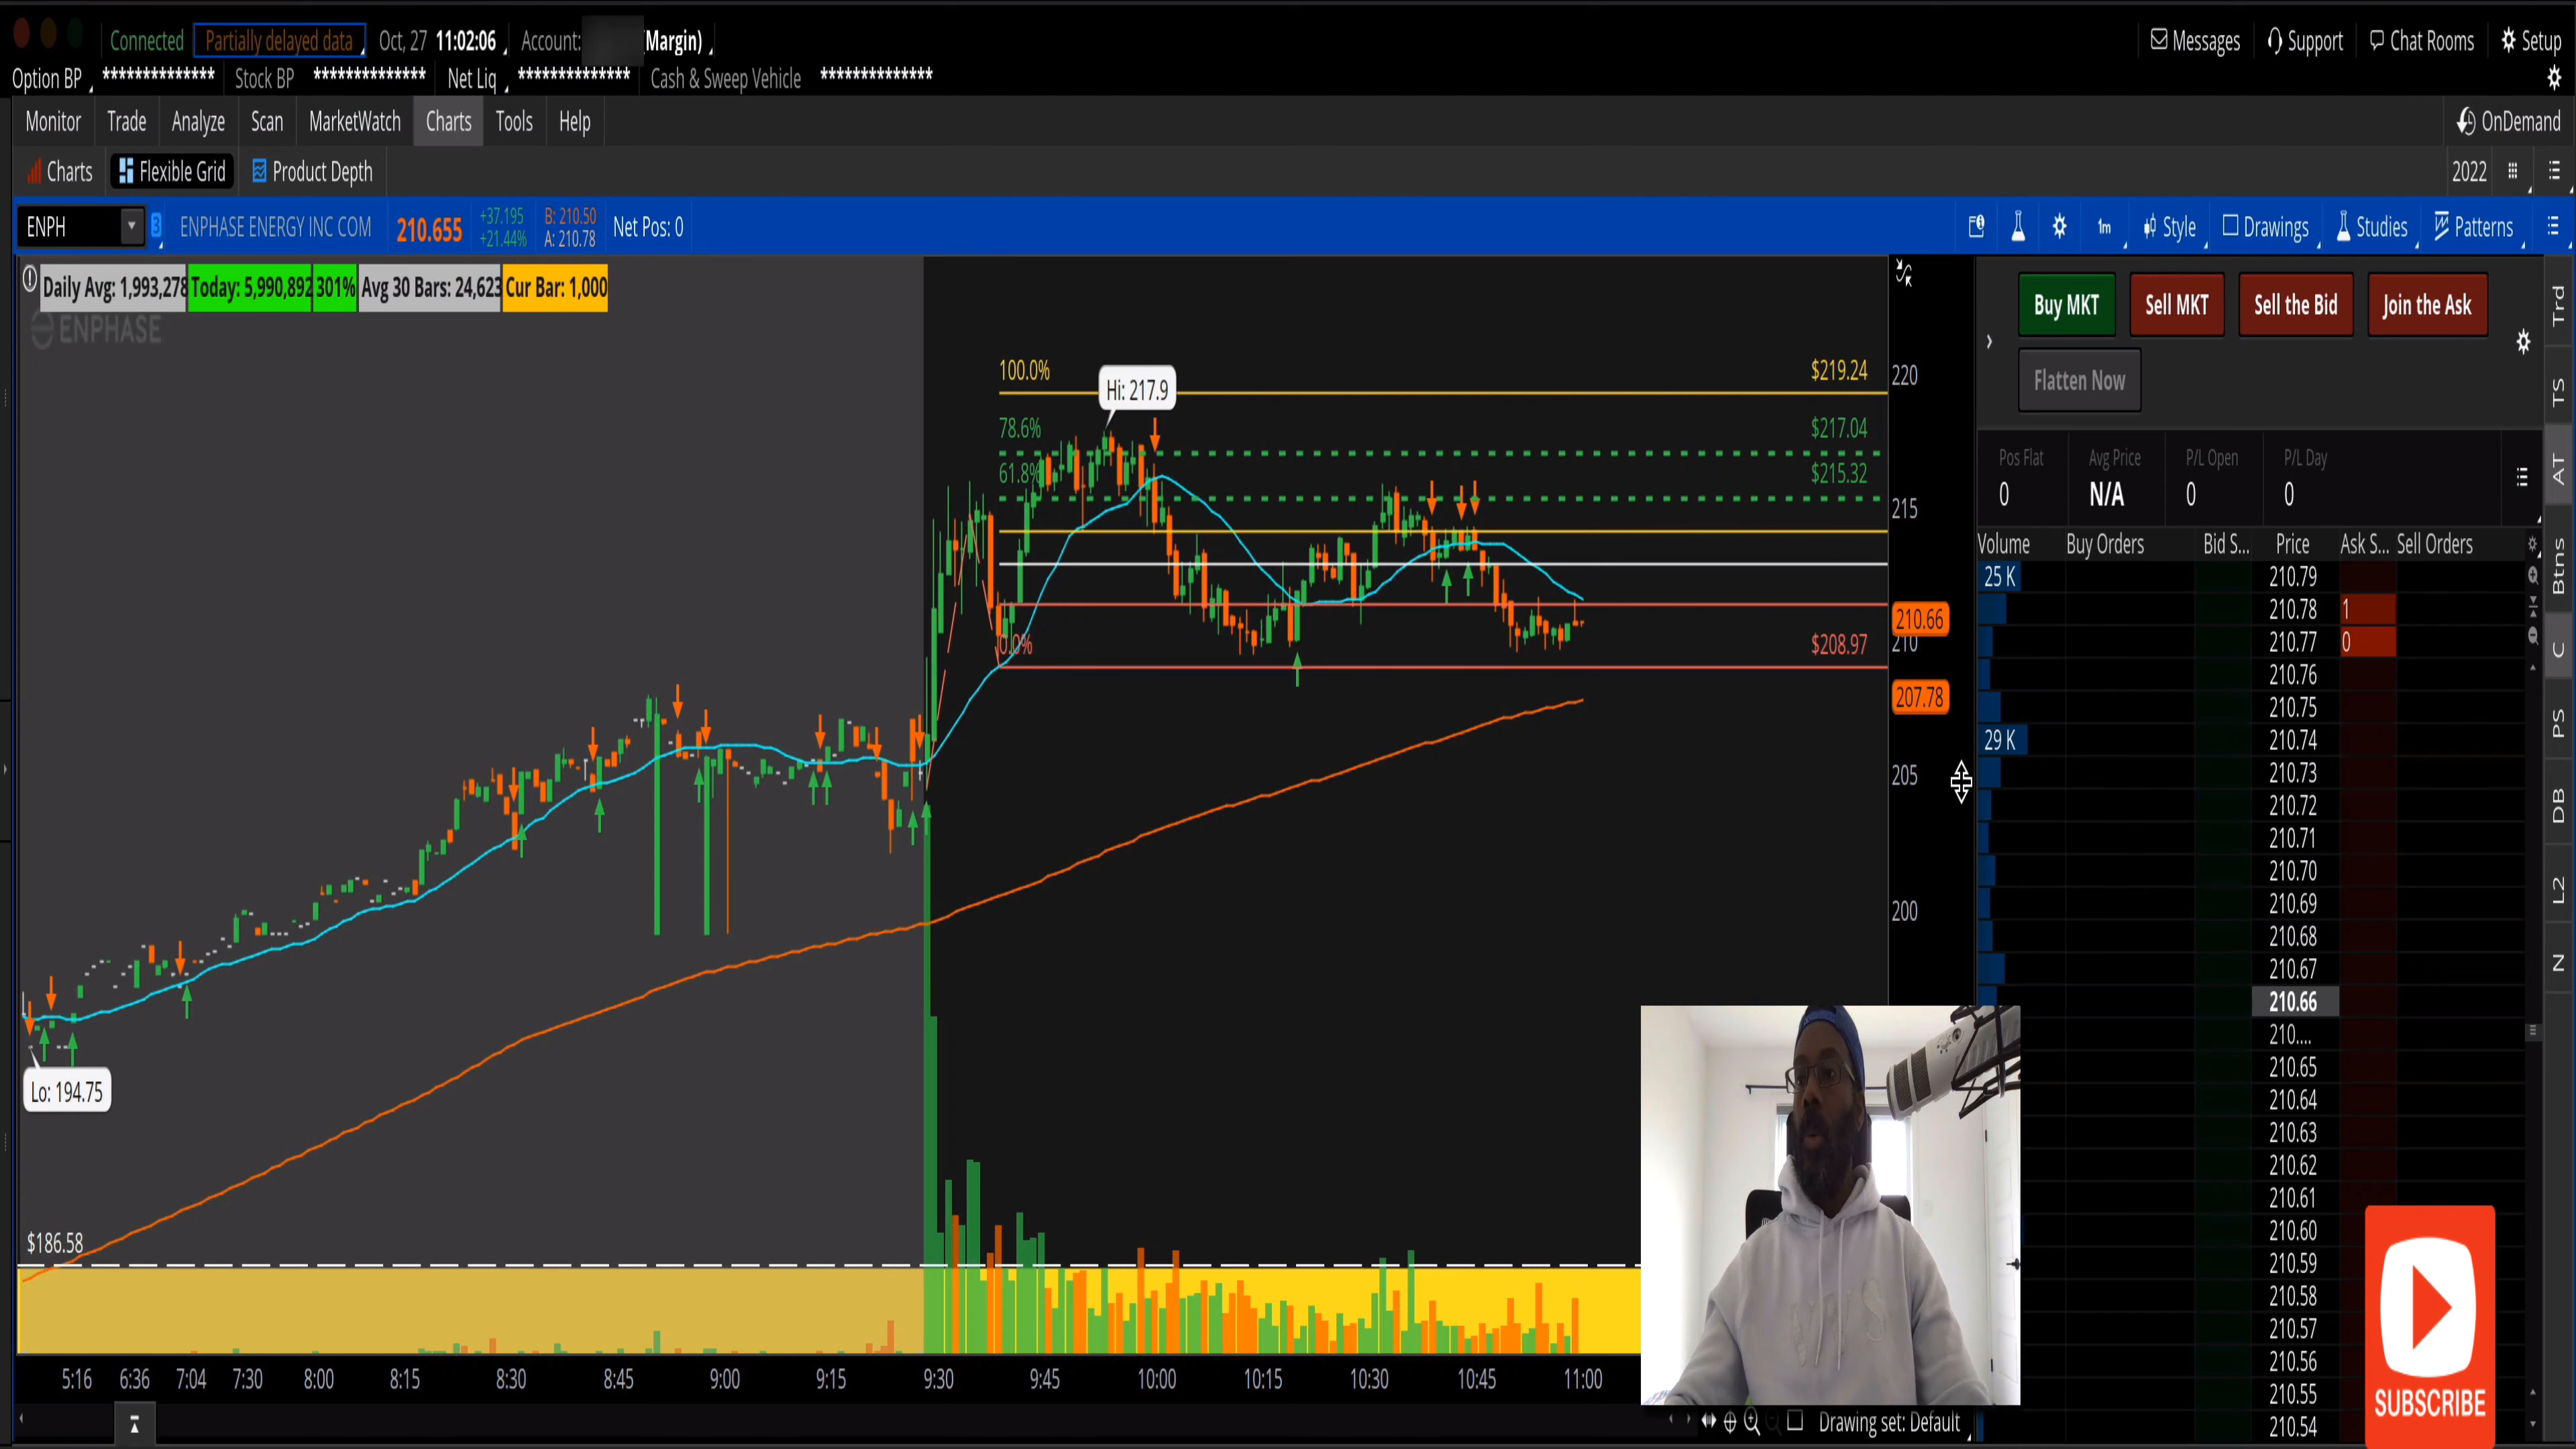 Connected Partially delayed data Oct, 27 11:02:06 Account: (Margin) Messages Support Chat Rooms Setup
Option BP ************** Stock BP ************** Net Liq ************** Cash & Sweep Vehicle **************
Monitor Trade Analyze Scan MarketWatch Charts Tools Help OnDemand
Charts Flexible Grid Product Depth 2022
ENPH 3 ENPHASE ENERGY INC COM 210.655 +37.195 +21.44% B: 210.50 A: 210.78 Net Pos: 0 1m Style Drawings Studies Patterns
Daily Avg: 1,993,278 Today: 5,990,892 301% Avg 30 Bars: 24,623 Cur Bar: 1,000
ENPHASE
Buy MKT Sell MKT Sell the Bid Join the Ask
Flatten Now
Pos Flat Avg Price P/L Open P/L Day
0 N/A 0 0
Volume Buy Orders Bid S... Price Ask S... Sell Orders
25 K 210.79
210.78 1
210.77 0
210.76
210.75
29 K 210.74
210.73
210.72
210.71
210.70
210.69
210.68
210.67
210.66
210....
210.65
210.64
210.63
210.62
210.61
210.60
210.59
210.58
210.57
210.56
210.55
210.54
Trd
TS
AT
Btns
C
PS
DB
L2
N
100.0% $219.24
Hi: 217.9
78.6% $217.04
61.8% $215.32
0.0% $208.97
220
215
210.66
210
207.78
205
200
Lo: 194.75
$186.58
5:16 6:36 7:04 7:30 8:00 8:15 8:30 8:45 9:00 9:15 9:30 9:45 10:00 10:15 10:30 10:45 11:00
Drawing set: Default
SUBSCRIBE